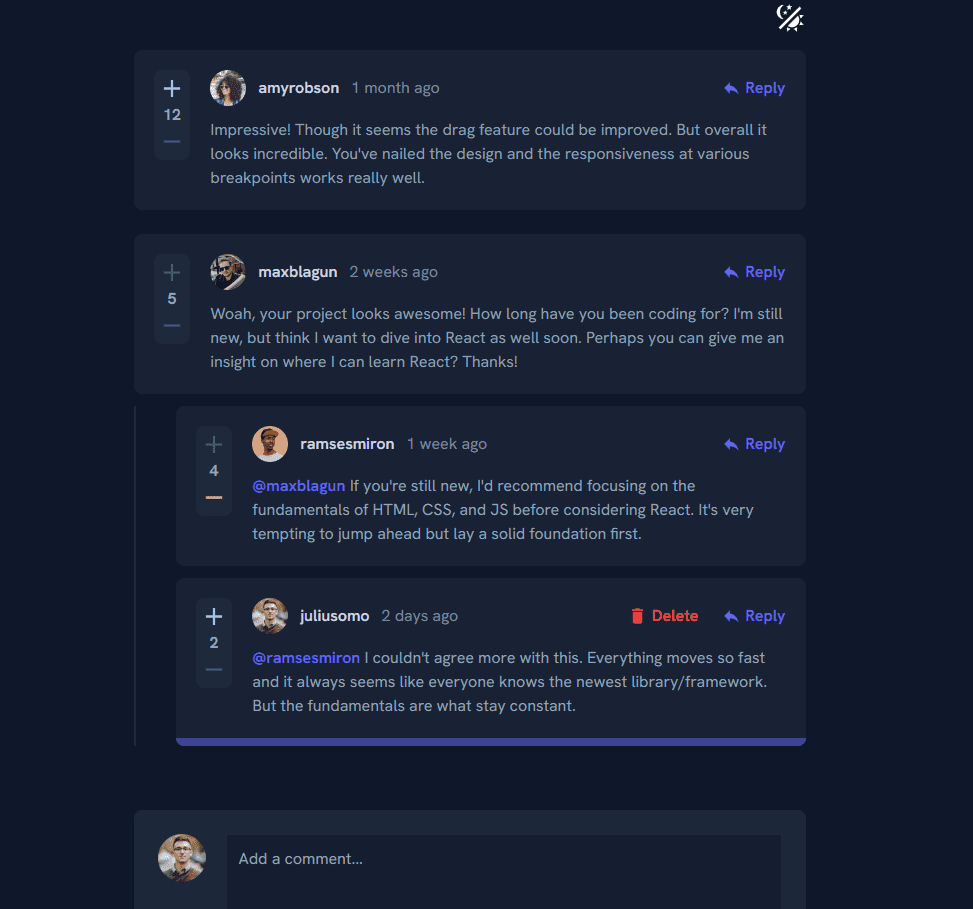 amyrobson 1 month ago Reply
12
Impressive! Though it seems the drag feature could be improved. But overall it
looks incredible. You've nailed the design and the responsiveness at various
breakpoints works really well.
maxblagun 2 weeks ago Reply
5
Woah, your project looks awesome! How long have you been coding for? I'm still
new, but think I want to dive into React as well soon. Perhaps you can give me an
insight on where I can learn React? Thanks!
ramsesmiron 1 week ago Reply
4
@maxblagun If you're still new, I'd recommend focusing on the
fundamentals of HTML, CSS, and JS before considering React. It's very
tempting to jump ahead but lay a solid foundation first.
juliusomo 2 days ago Delete Reply
2
@ramsesmiron I couldn't agree more with this. Everything moves so fast
and it always seems like everyone knows the newest library/framework.
But the fundamentals are what stay constant.
Add a comment...